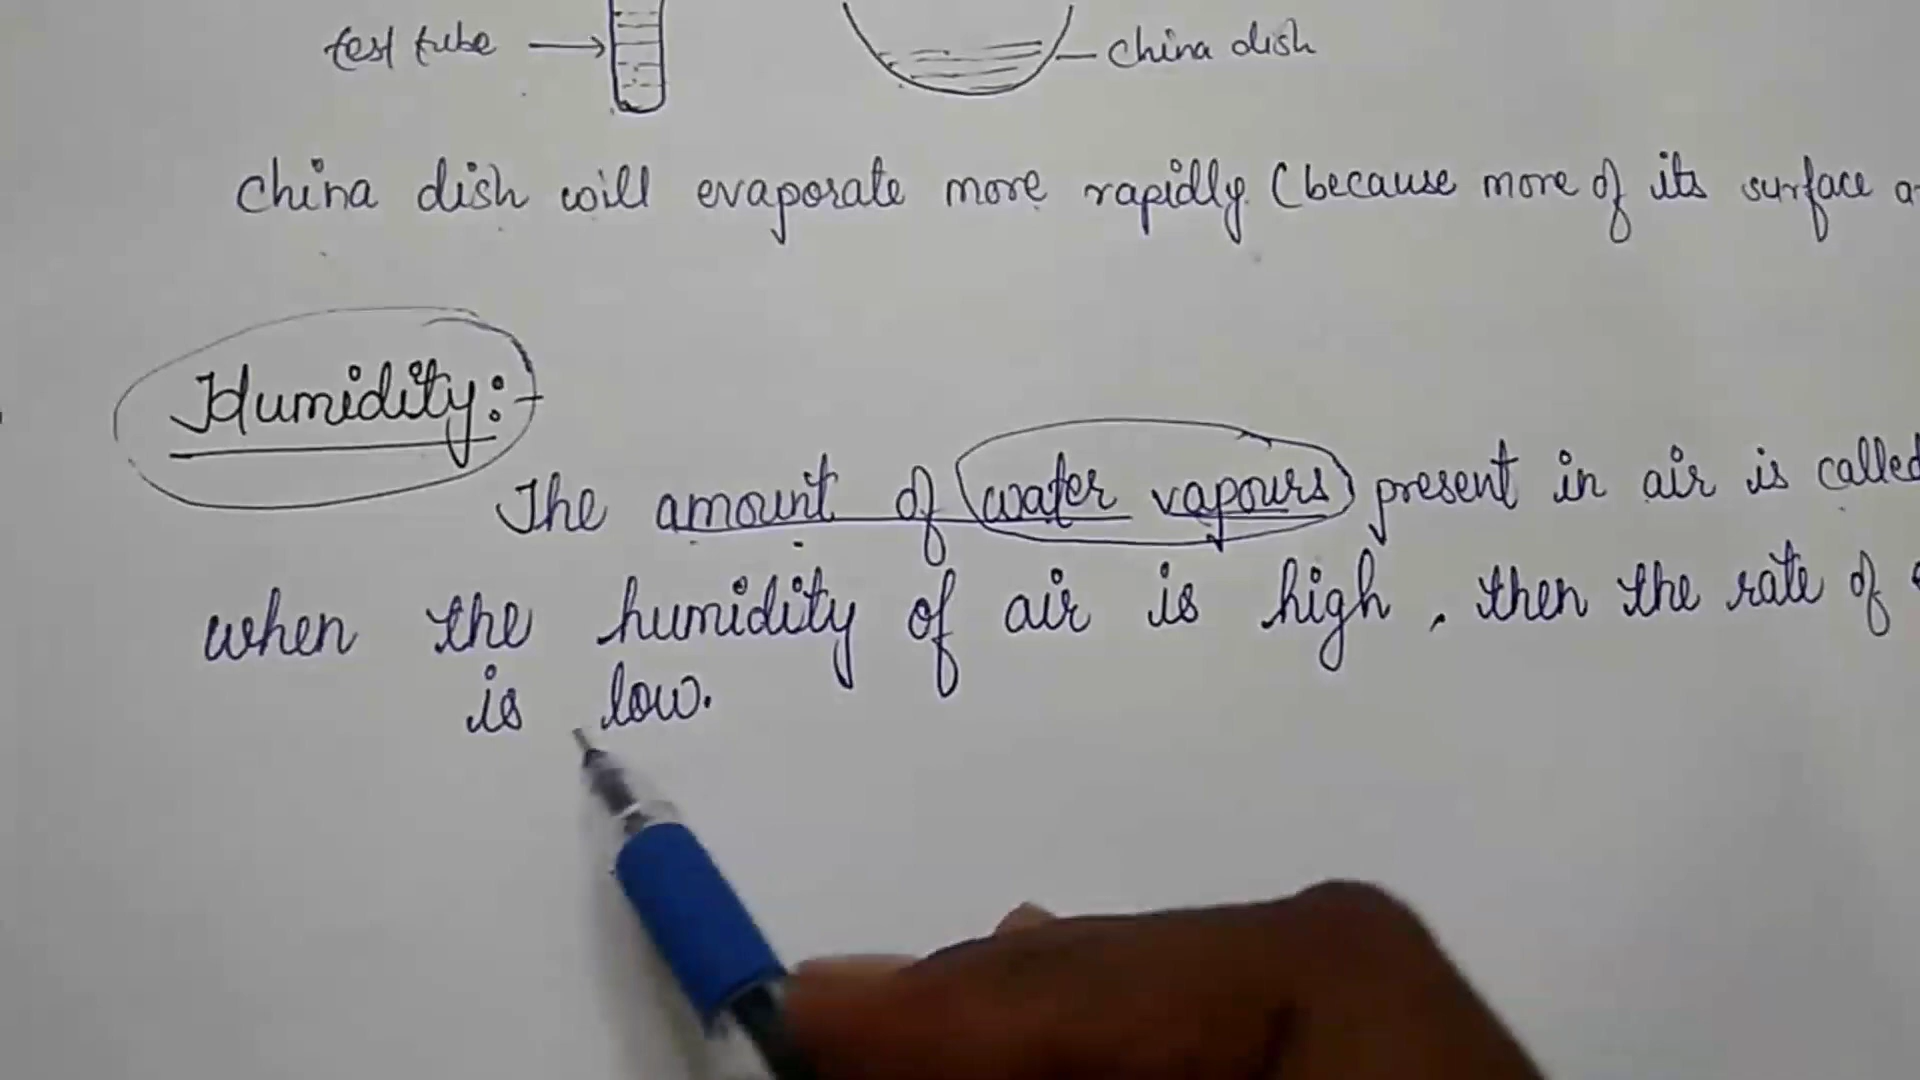 test tube
china dish
china dish will evaporate more rapidly (because more of its surface
Humidity:-
The amount of water vapours present in air is called
when the humidity of air is high, then the rate of
is low.